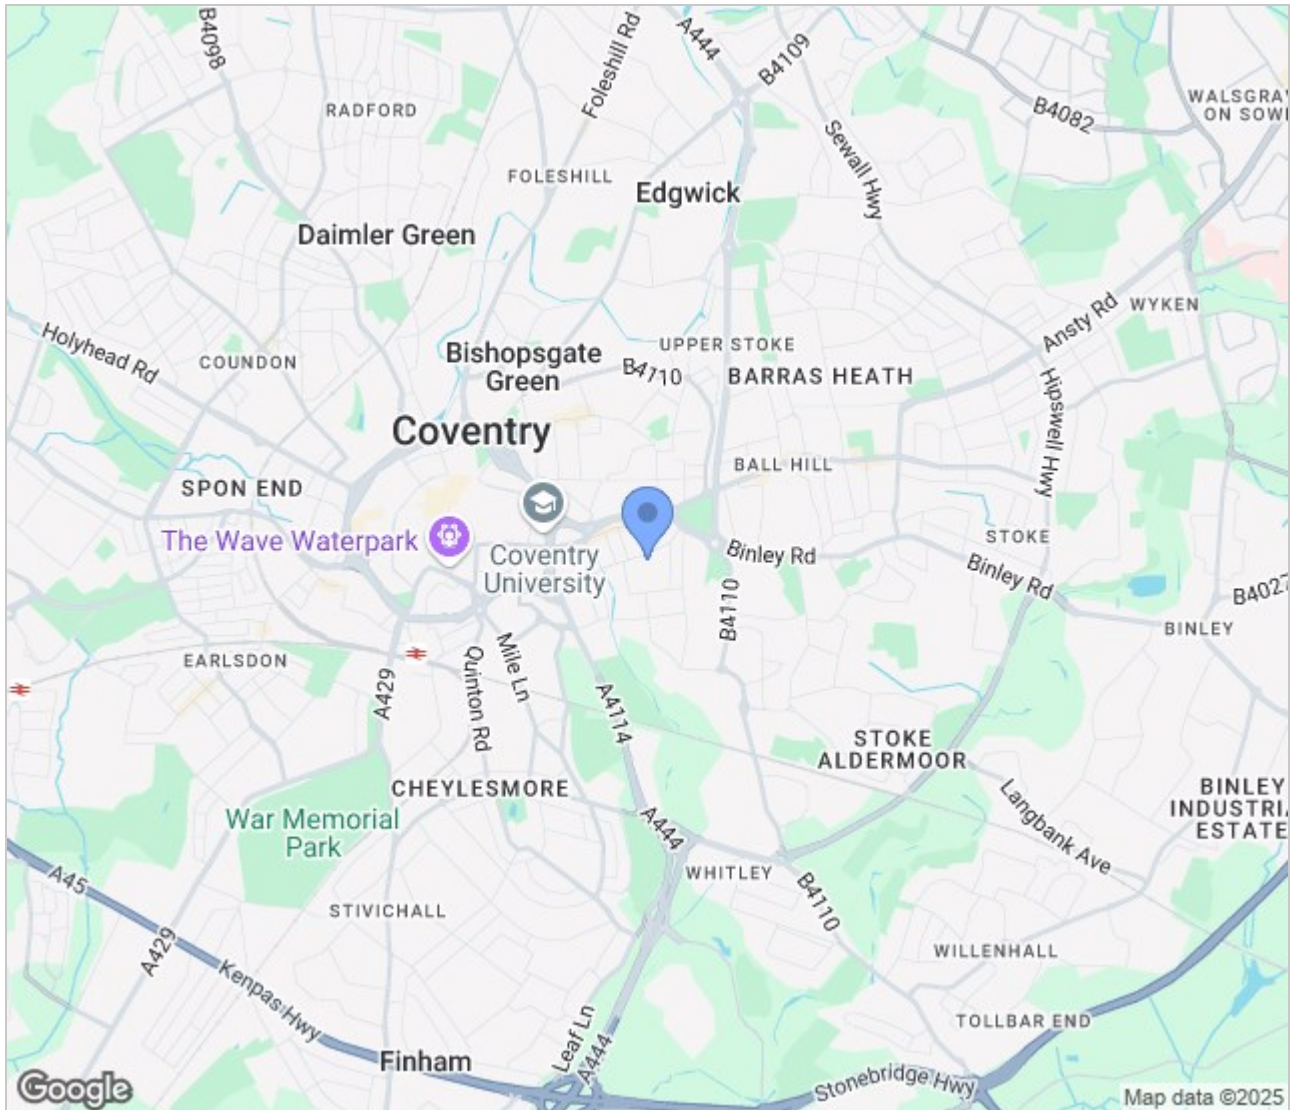 B4098
Foleshill Rd
A444
B4109
RADFORD
B4082
WALSGRA
ON SOW
Sewall Hwy
FOLESHILL
Edgwick
Daimler Green
Holyhead Rd
COUNDON
Bishopsgate
Green
UPPER STOKE
B4110
BARRAS HEATH
Ansty Rd
WYKEN
Hipswell Hwy
Coventry
BALL HILL
SPON END
The Wave Waterpark
Coventry
University
Binley Rd
STOKE
Binley Rd
B4027
B4110
BINLEY
EARLSDON
A429
Quinton Rd
Mile Ln
A4114
STOKE
ALDERMOOR
CHEYLESMORE
War Memorial
Park
A444
Langbank Ave
BINLEY
INDUSTRIA
ESTATE
WHITLEY
A45
B4110
STIVICHALL
A429
Kenpas Hwy
WILLENHALL
TOLLBAR END
Leaf Ln
A444
Finham
Stonebridge Hwy
Google
Map data ©2025